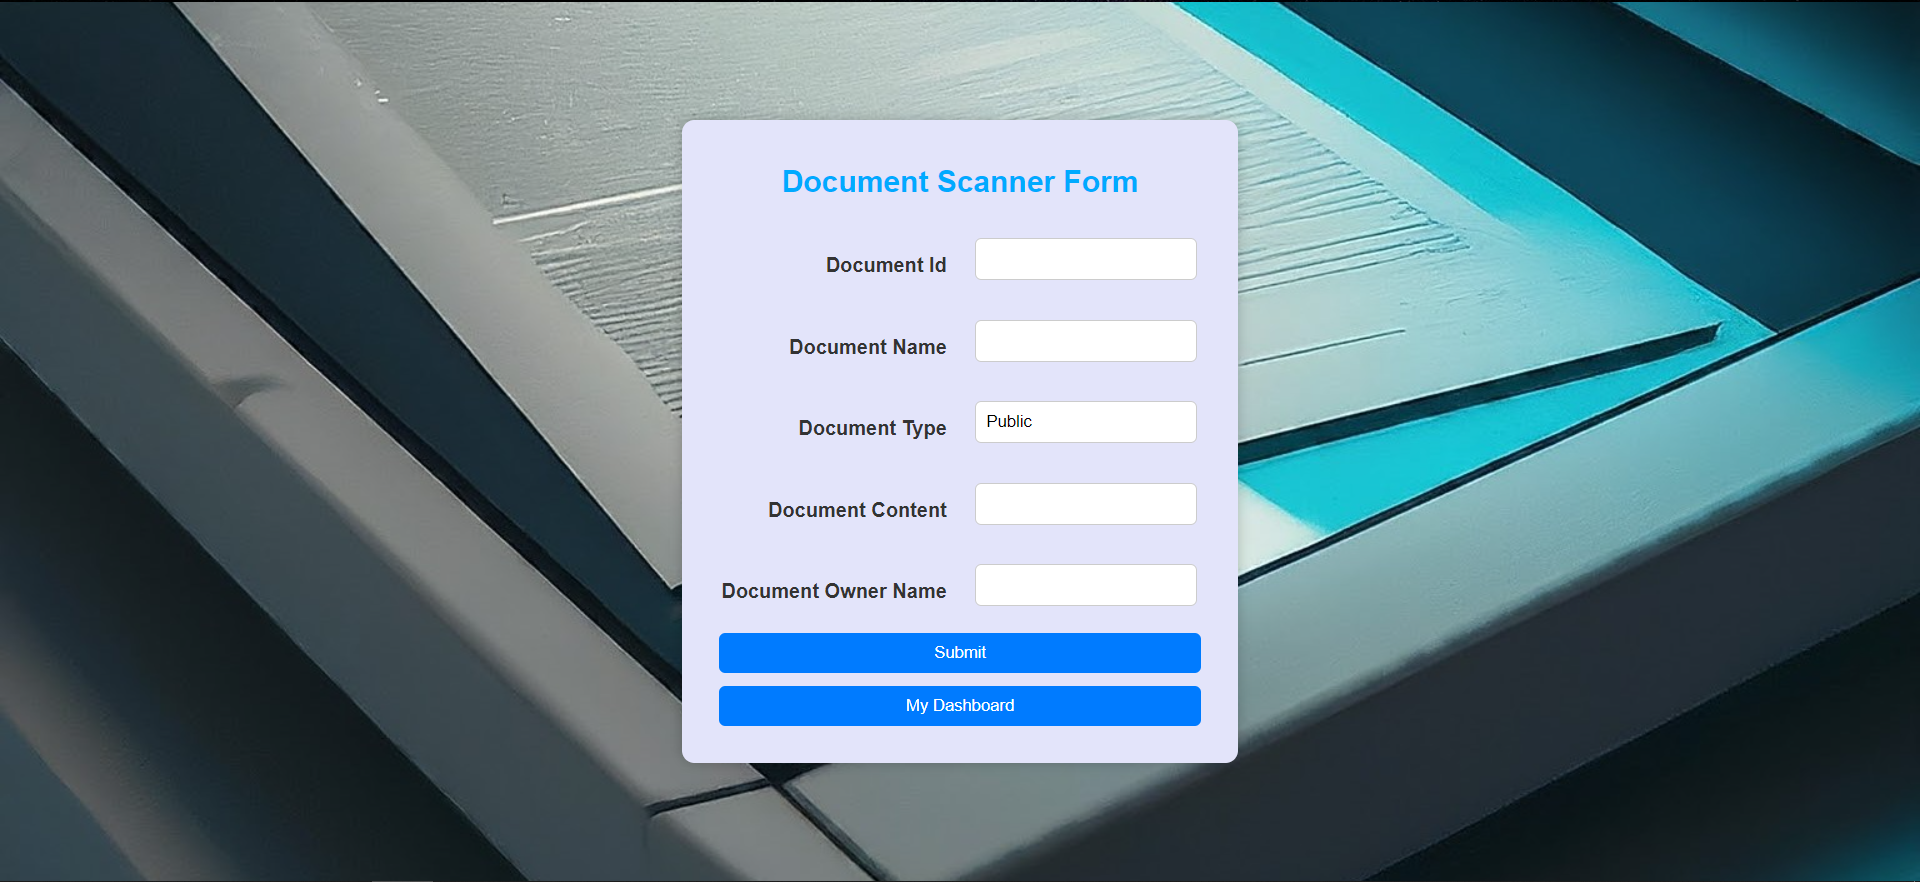 Document Scanner Form
Document Id
Document Name
Document Type Public
Document Content
Document Owner Name
Submit
My Dashboard